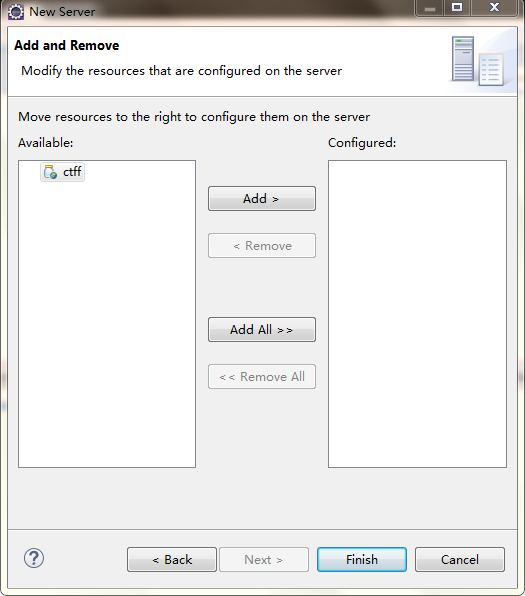 New Server
Add and Remove
Modify the resources that are configured on the server
Move resources to the right to configure them on the server
Available:
Configured:
ctff
Add >
< Remove
Add All >>
<< Remove All
?
< Back
Next >
Finish
Cancel